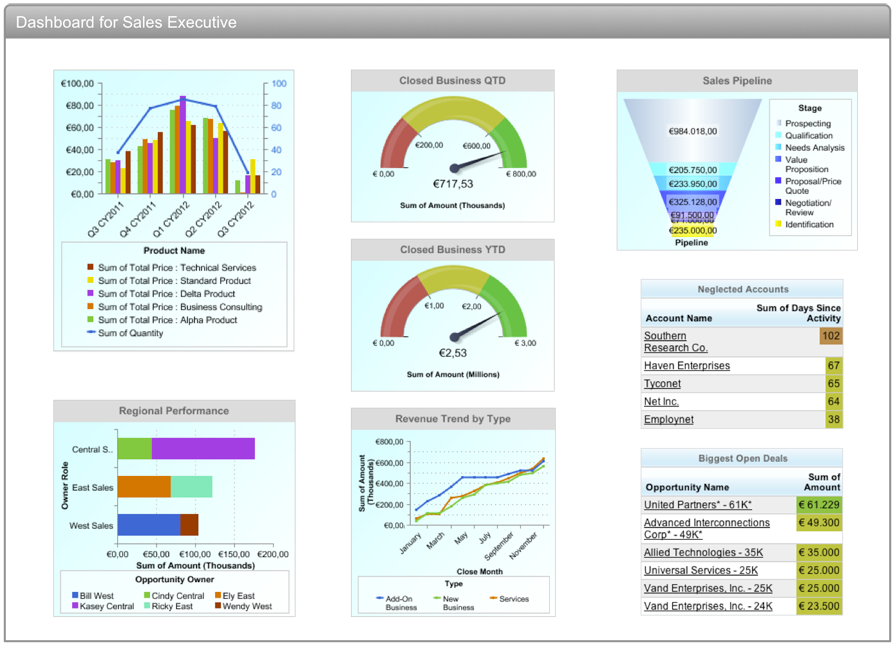 Dashboard for Sales Executive
€100,00
€80,00
€60,00
€40,00
€20,00
€0,00
100
80
60
40
20
0
Q3 CY2011
Q4 CY2011
Q1 CY2012
Q2 CY2012
Q3 CY2012
Product Name
Sum of Total Price : Technical Services
Sum of Total Price : Standard Product
Sum of Total Price : Delta Product
Sum of Total Price : Business Consulting
Sum of Total Price : Alpha Product
Sum of Quantity
Regional Performance
Owner Role
Central S..
East Sales
West Sales
€0,00 €50,00 €100,00 €150,00 €200,00
Sum of Amount (Thousands)
Opportunity Owner
Bill West Cindy Central Ely East
Kasey Central Ricky East Wendy West
Closed Business QTD
€200,00 €600,00
€ 0,00 € 800,00
€717,53
Sum of Amount (Thousands)
Closed Business YTD
€1,00 €2,00
€ 0,00 € 3,00
€2,53
Sum of Amount (Millions)
Revenue Trend by Type
Sum of Amount
(Thousands)
€800,00
€600,00
€400,00
€200,00
€0,00
January
March
May
July
September
November
Close Month
Type
Add-On New Services
Business Business
Sales Pipeline
€984.018,00
€205.750,00
€233.950,00
€325.128,00
€91.500,00
€235.000,00
Pipeline
Stage
Prospecting
Qualification
Needs Analysis
Value
Proposition
Proposal/Price
Quote
Negotiation/
Review
Identification
Neglected Accounts
Sum of Days Since
Account Name Activity
Southern 102
Research Co.
Haven Enterprises 67
Tyconet 65
Net Inc. 64
Employnet 38
Biggest Open Deals
Sum of
Opportunity Name Amount
United Partners* - 61K* € 61.229
Advanced Interconnections € 49.300
Corp* - 49K*
Allied Technologies - 35K € 35.000
Universal Services - 25K € 25.000
Vand Enterprises, Inc. - 25K € 25.000
Vand Enterprises, Inc. - 24K € 23.500